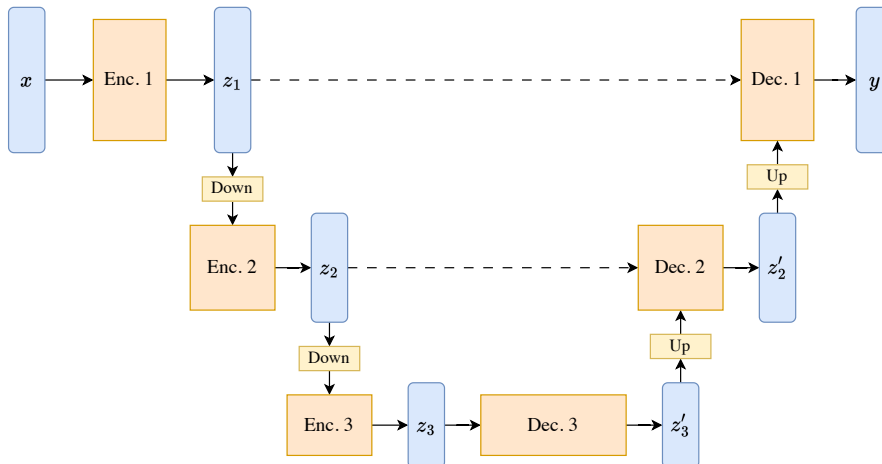 x
Enc. 1
z₁
Dec. 1
y
Down
Up
Enc. 2
z₂
Dec. 2
z′₂
Down
Up
Enc. 3
z₃
Dec. 3
z′₃